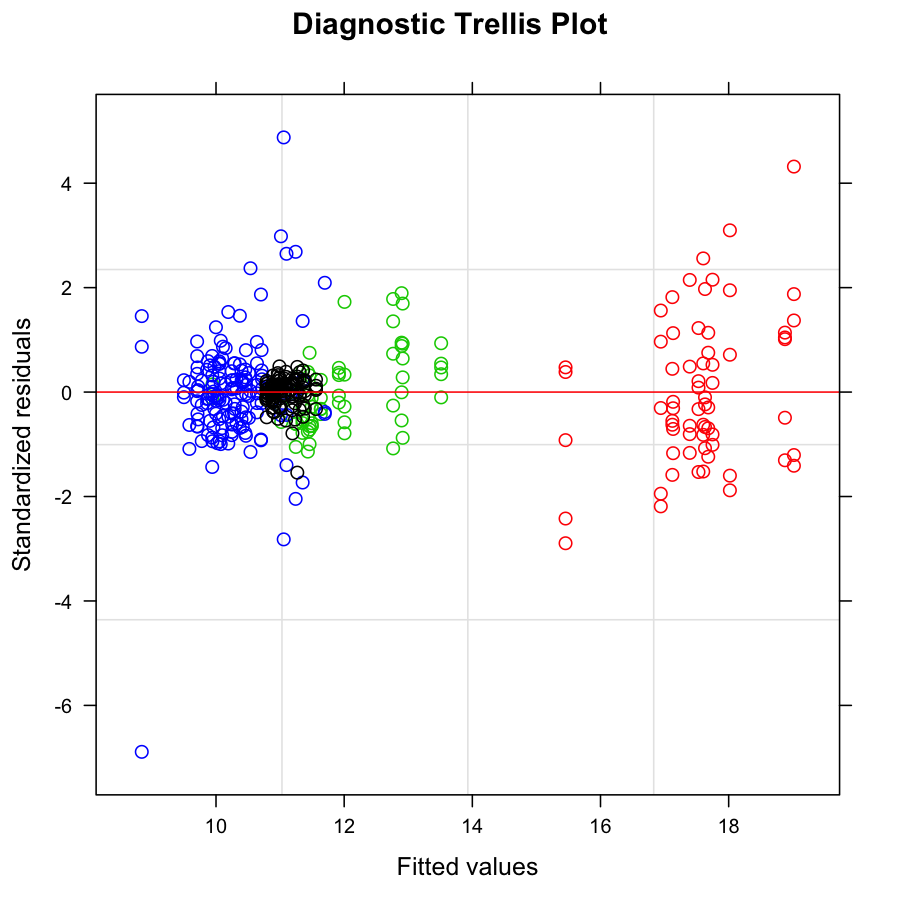 Diagnostic Trellis Plot
Standardized residuals
4
2
0
-2
-4
-6
10 12 14 16 18
Fitted values